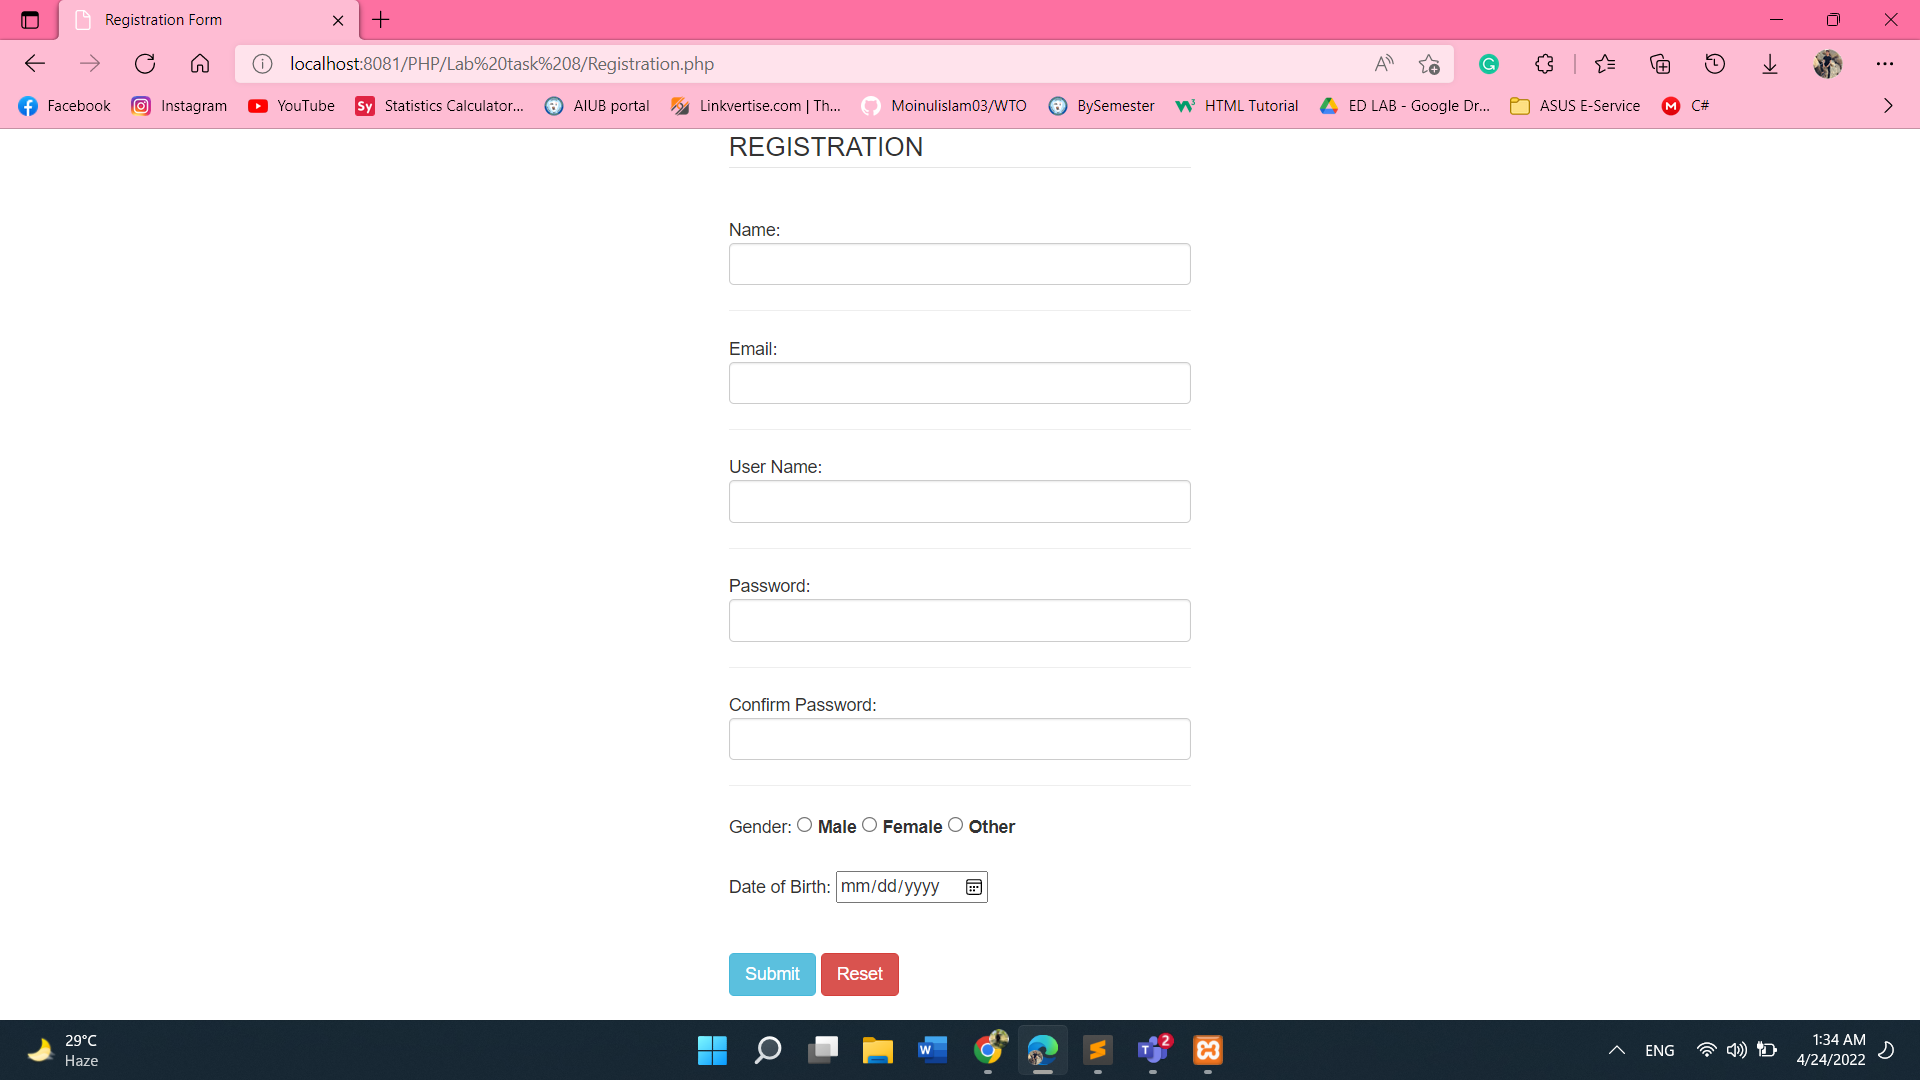 Registration Form
localhost:8081/PHP/Lab%20task%208/Registration.php
Facebook Instagram YouTube Sy Statistics Calculator... AIUB portal Linkvertise.com | Th... Moinulislam03/WTO BySemester HTML Tutorial ED LAB - Google Dr... ASUS E-Service M C#
REGISTRATION
Name:
Email:
User Name:
Password:
Confirm Password:
Gender: Male Female Other
Date of Birth: mm/dd/yyyy
Submit Reset
29°C
Haze
2
ENG
1:34 AM
4/24/2022